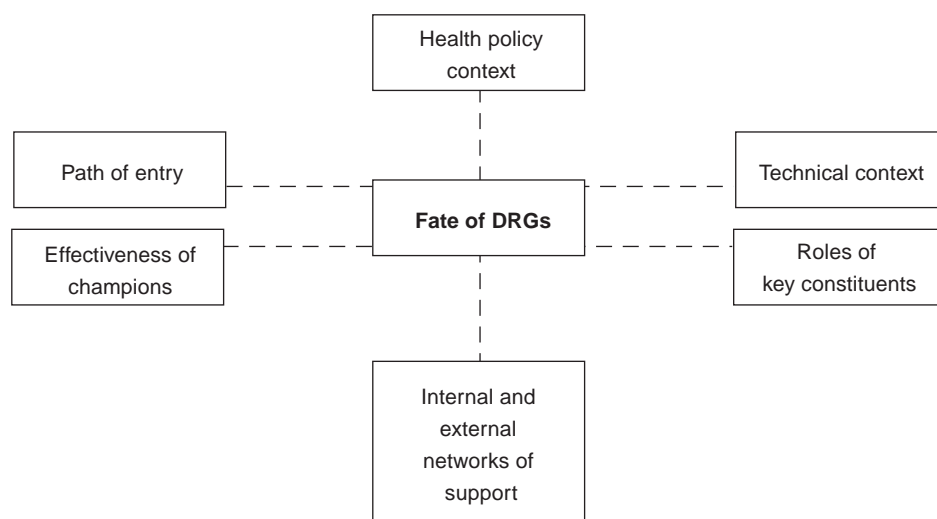 Health policy
context
Path of entry
Technical context
Fate of DRGs
Effectiveness of
champions
Roles of
key constituents
Internal and
external
networks of
support